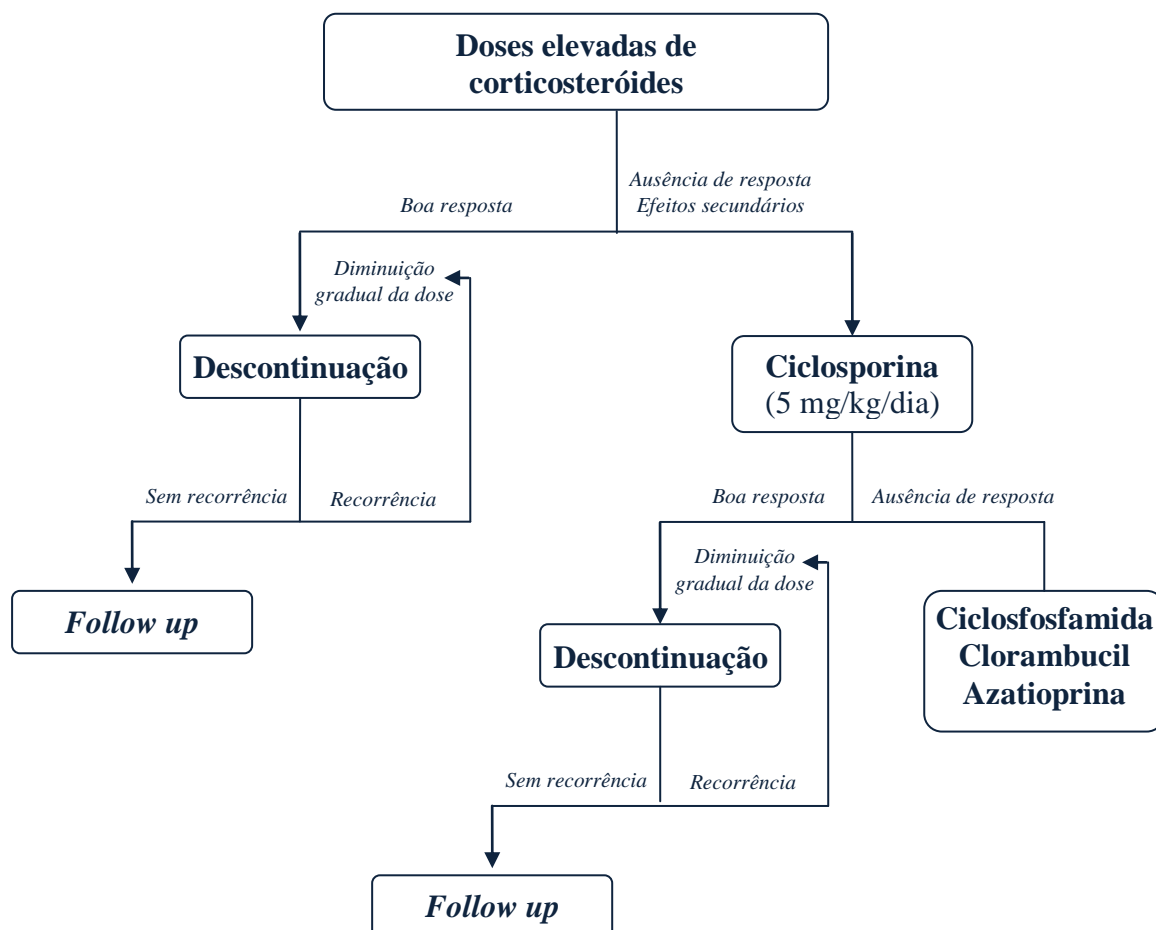 Doses elevadas de
corticosteróides
Ausência de resposta
Efeitos secundários
Boa resposta
Diminuição
gradual da dose
Descontinuação
Ciclosporina
(5 mg/kg/dia)
Sem recorrência
Recorrência
Boa resposta
Ausência de resposta
Follow up
Diminuição
gradual da dose
Descontinuação
Ciclosfosfamida
Clorambucil
Azatioprina
Sem recorrência
Recorrência
Follow up